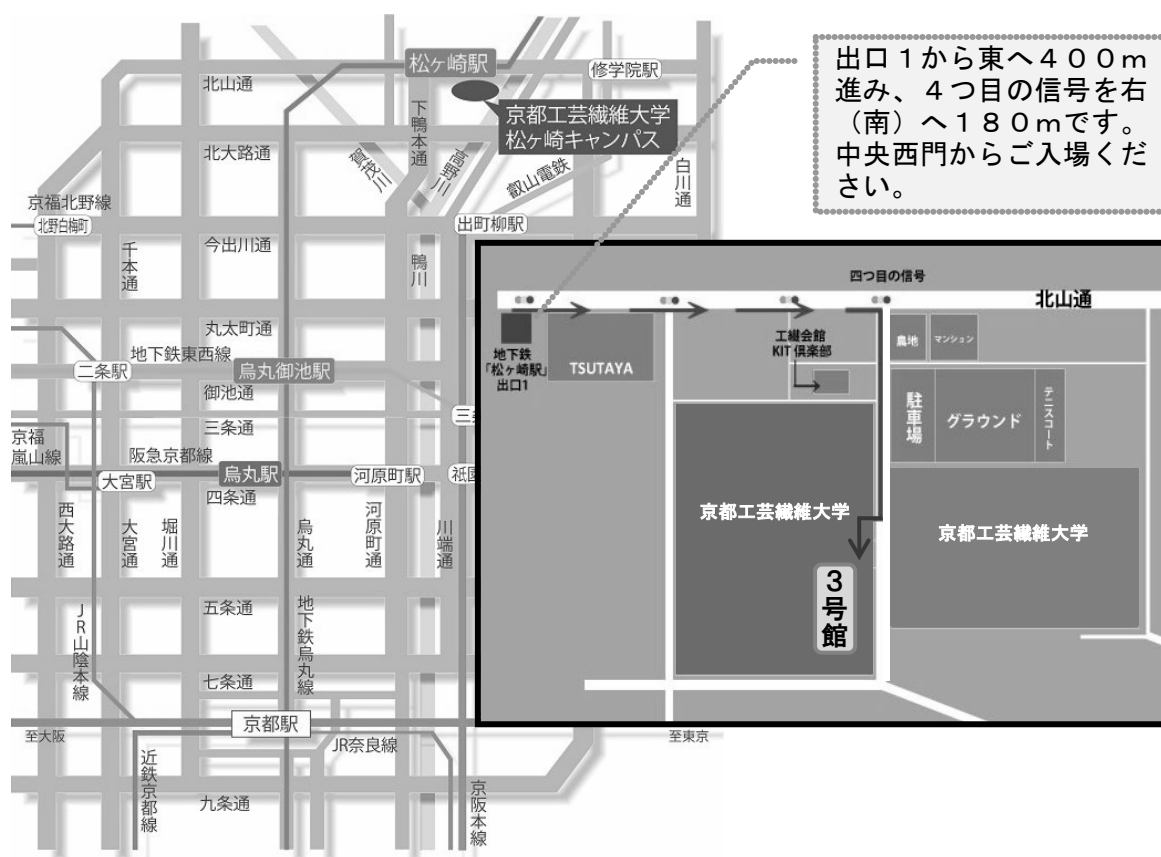 松ヶ崎駅
北山通
修学院駅
京都工芸繊維大学
松ヶ崎キャンパス
下鴨本通
高野川
賀茂川
北大路通
叡山電鉄
白川通
京福北野線
北野白梅町
出町柳駅
今出川通
千本通
鴨川
丸太町通
地下鉄東西線
二条駅
烏丸御池駅
御池通
三条通
京福
嵐山線
阪急京都線
大宮駅
烏丸駅
河原町駅
四条通
西大路通
大宮通
堀川通
烏丸通
河原町通
川端通
五条通
JR山陰本線
地下鉄烏丸線
七条通
京都駅
至大阪
至東京
JR奈良線
近鉄京都線
九条通
京阪本線
出口1から東へ400m
進み、4つ目の信号を右
(南)へ180mです。
中央西門からご入場くだ
さい。
四つ目の信号
北山通
地下鉄
「松ヶ崎駅」
出口1
TSUTAYA
工繊会館
KIT倶楽部
農地
マンション
駐車場
グラウンド
テニスコート
京都工芸繊維大学
京都工芸繊維大学
3号館